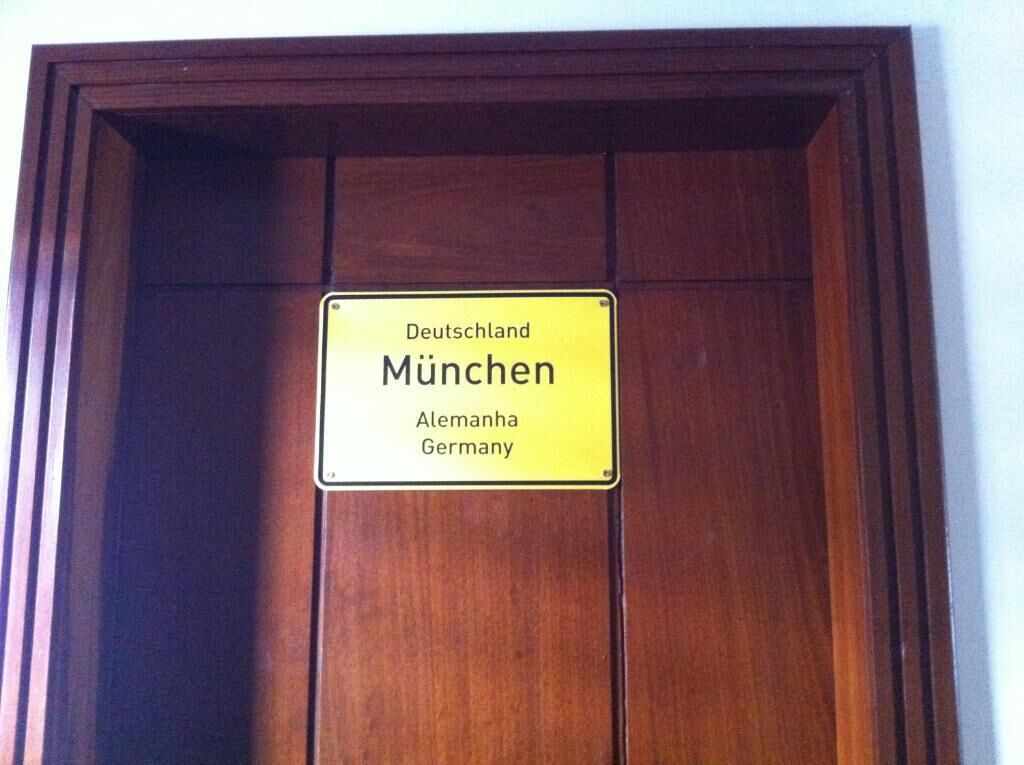 Deutschland
München
Alemanha
Germany